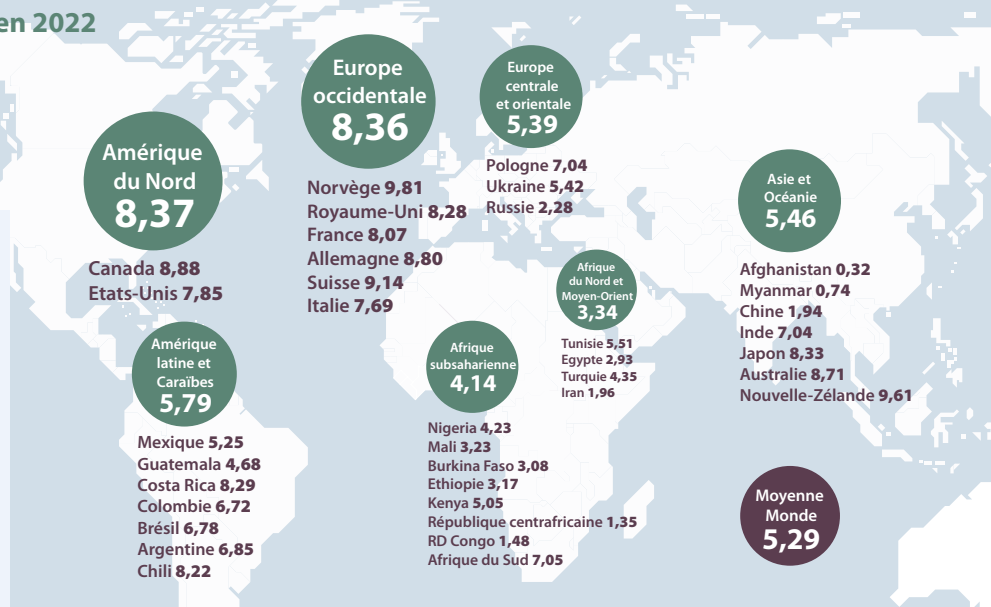 en 2022
Amérique
du Nord
8,37
Canada 8,88
Etats-Unis 7,85
Europe
occidentale
8,36
Norvège 9,81
Royaume-Uni 8,28
France 8,07
Allemagne 8,80
Suisse 9,14
Italie 7,69
Europe
centrale
et orientale
5,39
Pologne 7,04
Ukraine 5,42
Russie 2,28
Asie et
Océanie
5,46
Afghanistan 0,32
Myanmar 0,74
Chine 1,94
Inde 7,04
Japon 8,33
Australie 8,71
Nouvelle-Zélande 9,61
Afrique
du Nord et
Moyen-Orient
3,34
Tunisie 5,51
Egypte 2,93
Turquie 4,35
Iran 1,96
Amérique
latine et
Caraïbes
5,79
Mexique 5,25
Guatemala 4,68
Costa Rica 8,29
Colombie 6,72
Brésil 6,78
Argentine 6,85
Chili 8,22
Afrique
subsaharienne
4,14
Nigeria 4,23
Mali 3,23
Burkina Faso 3,08
Ethiopie 3,17
Kenya 5,05
République centrafricaine 1,35
RD Congo 1,48
Afrique du Sud 7,05
Moyenne
Monde
5,29